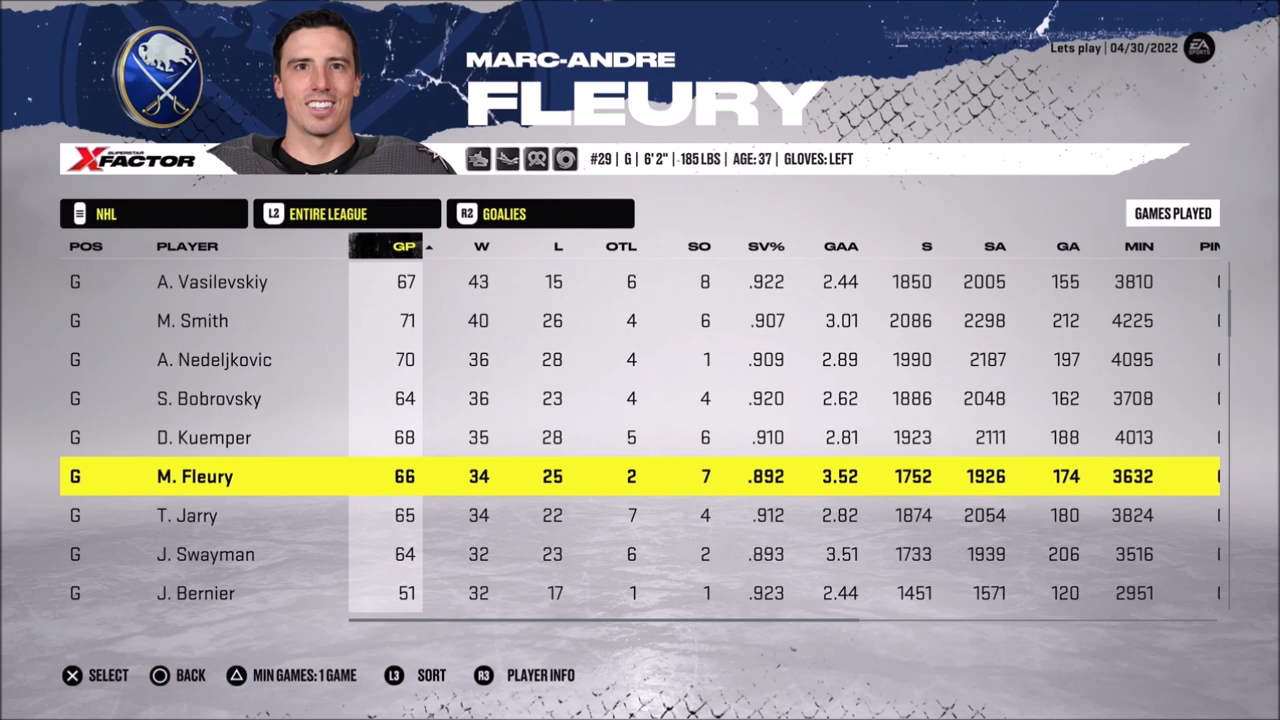 MARC-ANDRE
FLEURY
Lets play | 04/30/2022
EA SPORTS
SUPERSTAR
XFACTOR
#29 | G | 6' 2" | 185 LBS | AGE: 37 | GLOVES: LEFT
NHL
L2 ENTIRE LEAGUE
R2 GOALIES
GAMES PLAYED
POS PLAYER GP W L OTL SO SV% GAA S SA GA MIN PIM
G A. Vasilevskiy 67 43 15 6 8 .922 2.44 1850 2005 155 3810
G M. Smith 71 40 26 4 6 .907 3.01 2086 2298 212 4225
G A. Nedeljkovic 70 36 28 4 1 .909 2.89 1990 2187 197 4095
G S. Bobrovsky 64 36 23 4 4 .920 2.62 1886 2048 162 3708
G D. Kuemper 68 35 28 5 6 .910 2.81 1923 2111 188 4013
G M. Fleury 66 34 25 2 7 .892 3.52 1752 1926 174 3632
G T. Jarry 65 34 22 7 4 .912 2.82 1874 2054 180 3824
G J. Swayman 64 32 23 6 2 .893 3.51 1733 1939 206 3516
G J. Bernier 51 32 17 1 1 .923 2.44 1451 1571 120 2951
SELECT BACK MIN GAMES: 1 GAME L3 SORT R3 PLAYER INFO